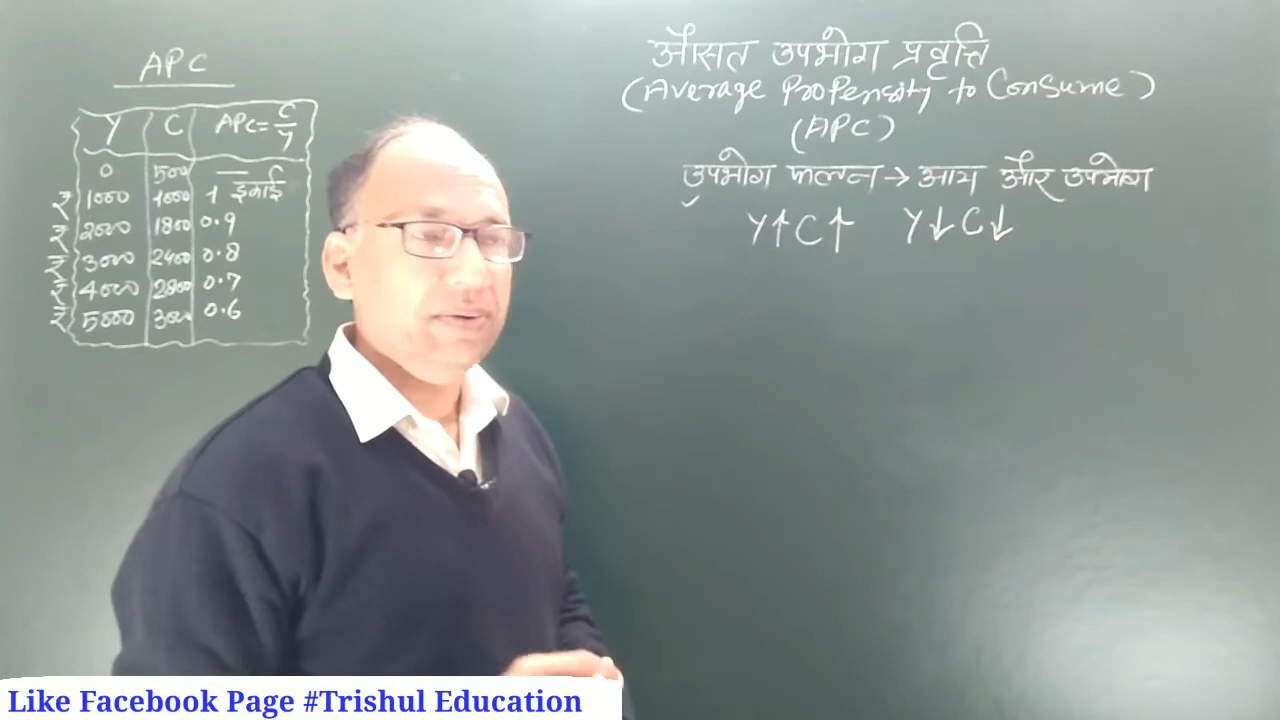 APC
Y C APC=C/Y
0 500 —
₹ 1000 1000 1 इकाई
₹ 2000 1800 0.9
₹ 3000 2400 0.8
₹ 4000 2800 0.7
₹ 5000 3000 0.6
औसत उपभोग प्रवृत्ति
(Average Propensity to Consume)
(APC)
उपभोग फलन → आय और उपभोग
Y↑C↑ Y↓C↓
Like Facebook Page #Trishul Education